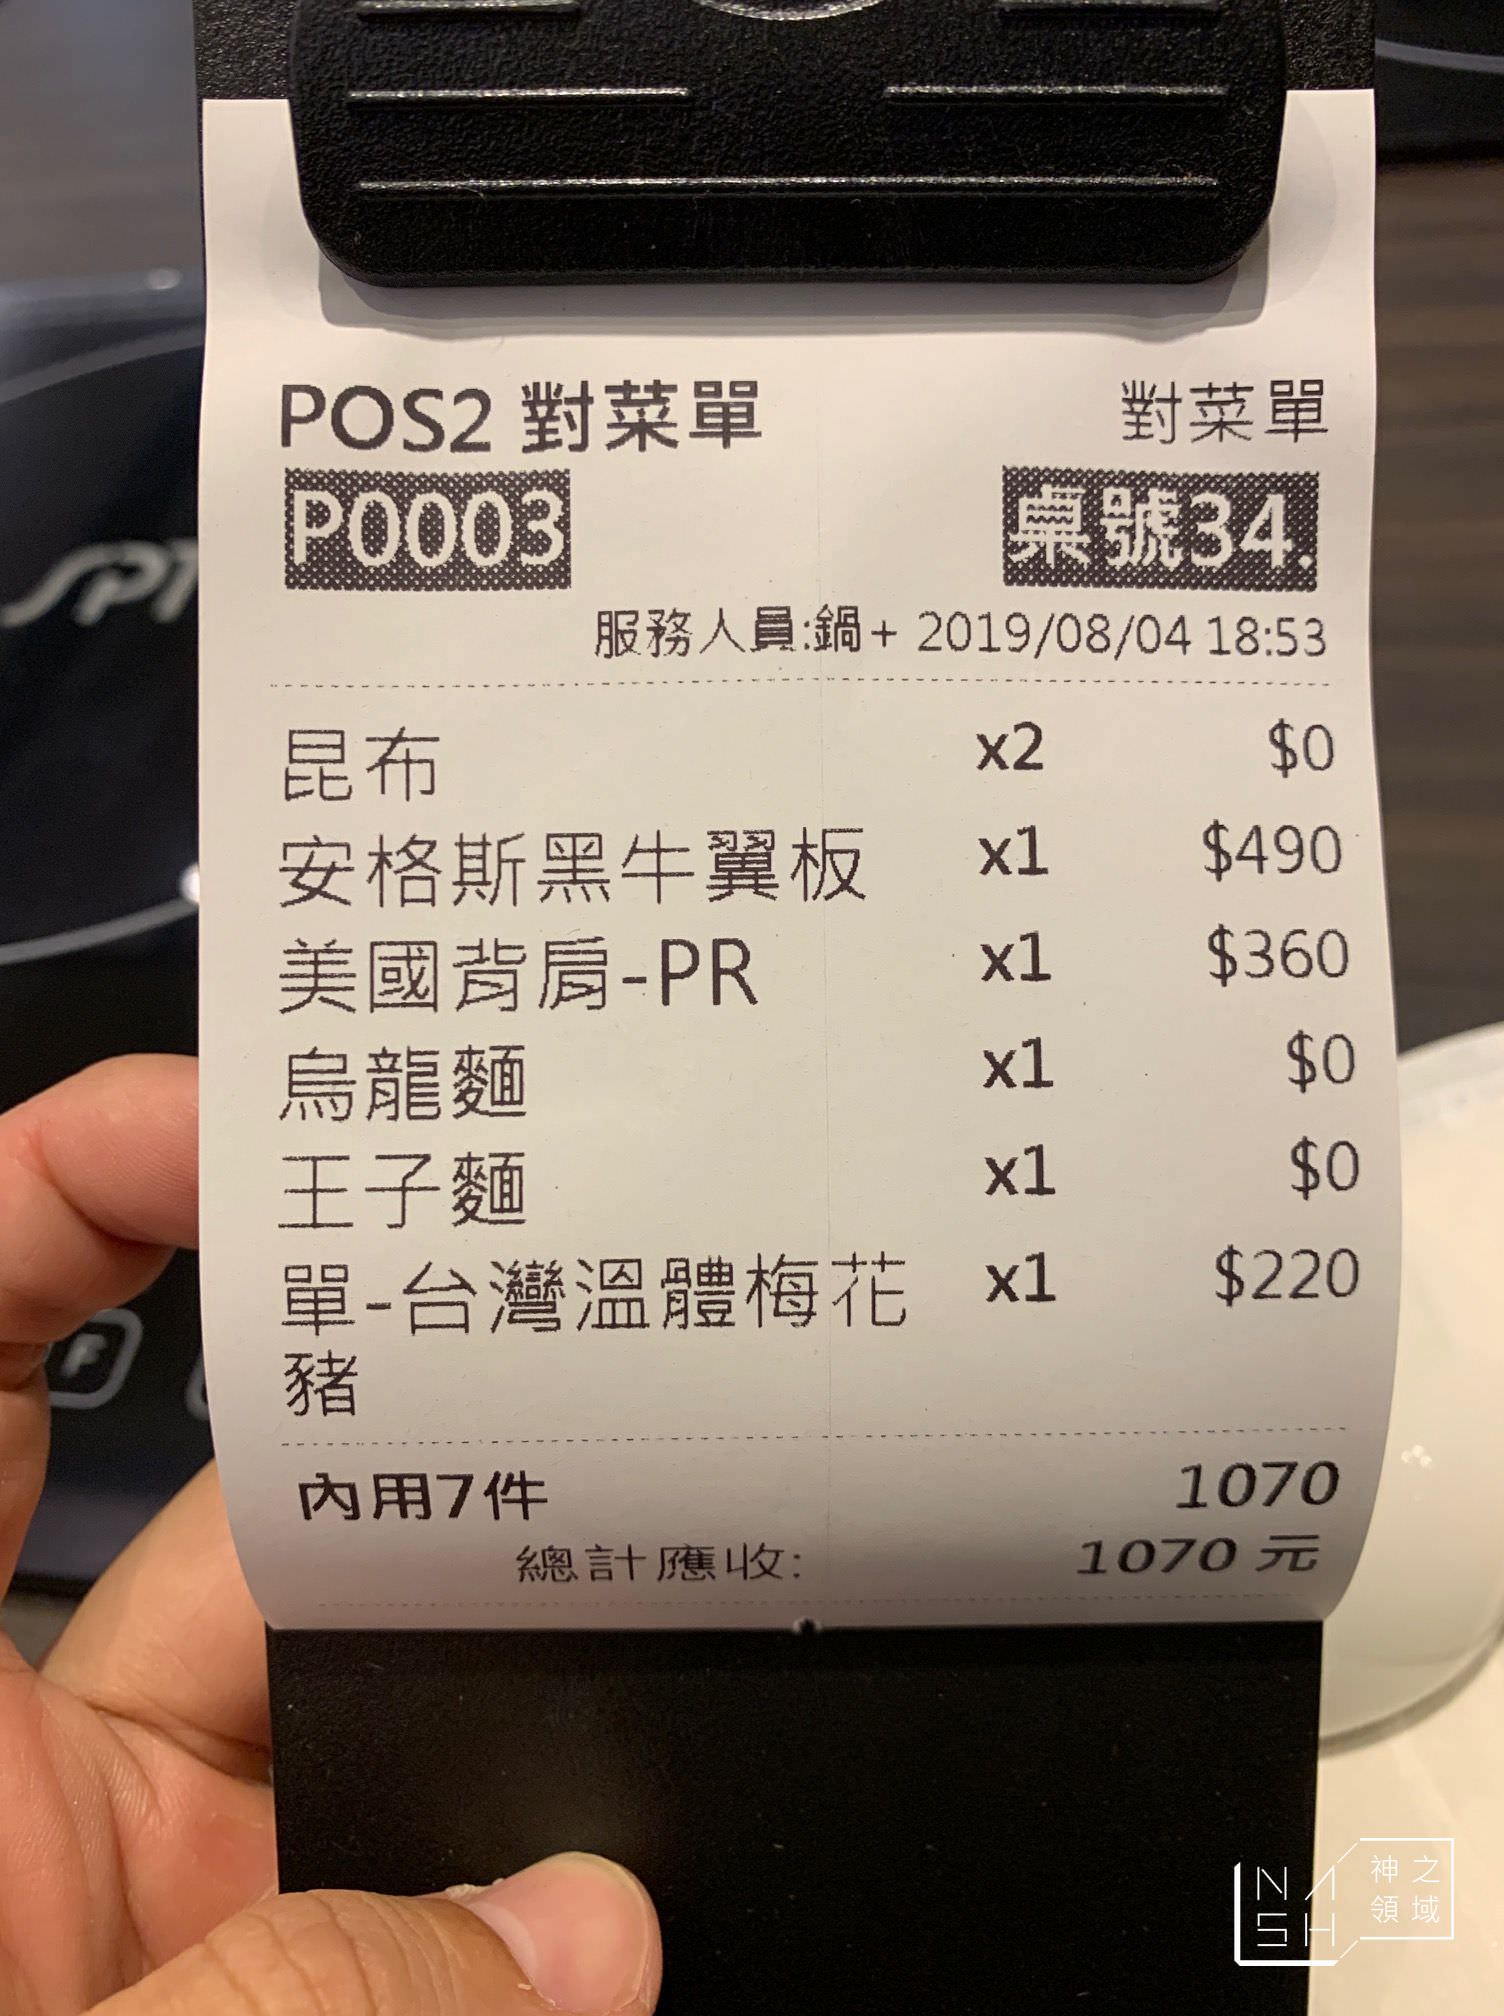 POS2 對菜單 對菜單
P0003 桌號34.
服務人員:鍋+ 2019/08/04 18:53
昆布 x2 $0
安格斯黑牛翼板 x1 $490
美國背肩-PR x1 $360
烏龍麵 x1 $0
王子麵 x1 $0
單-台灣溫體梅花 x1 $220
豬
內用7件 1070
總計應收: 1070 元
SPT
F
NASH 神之領域